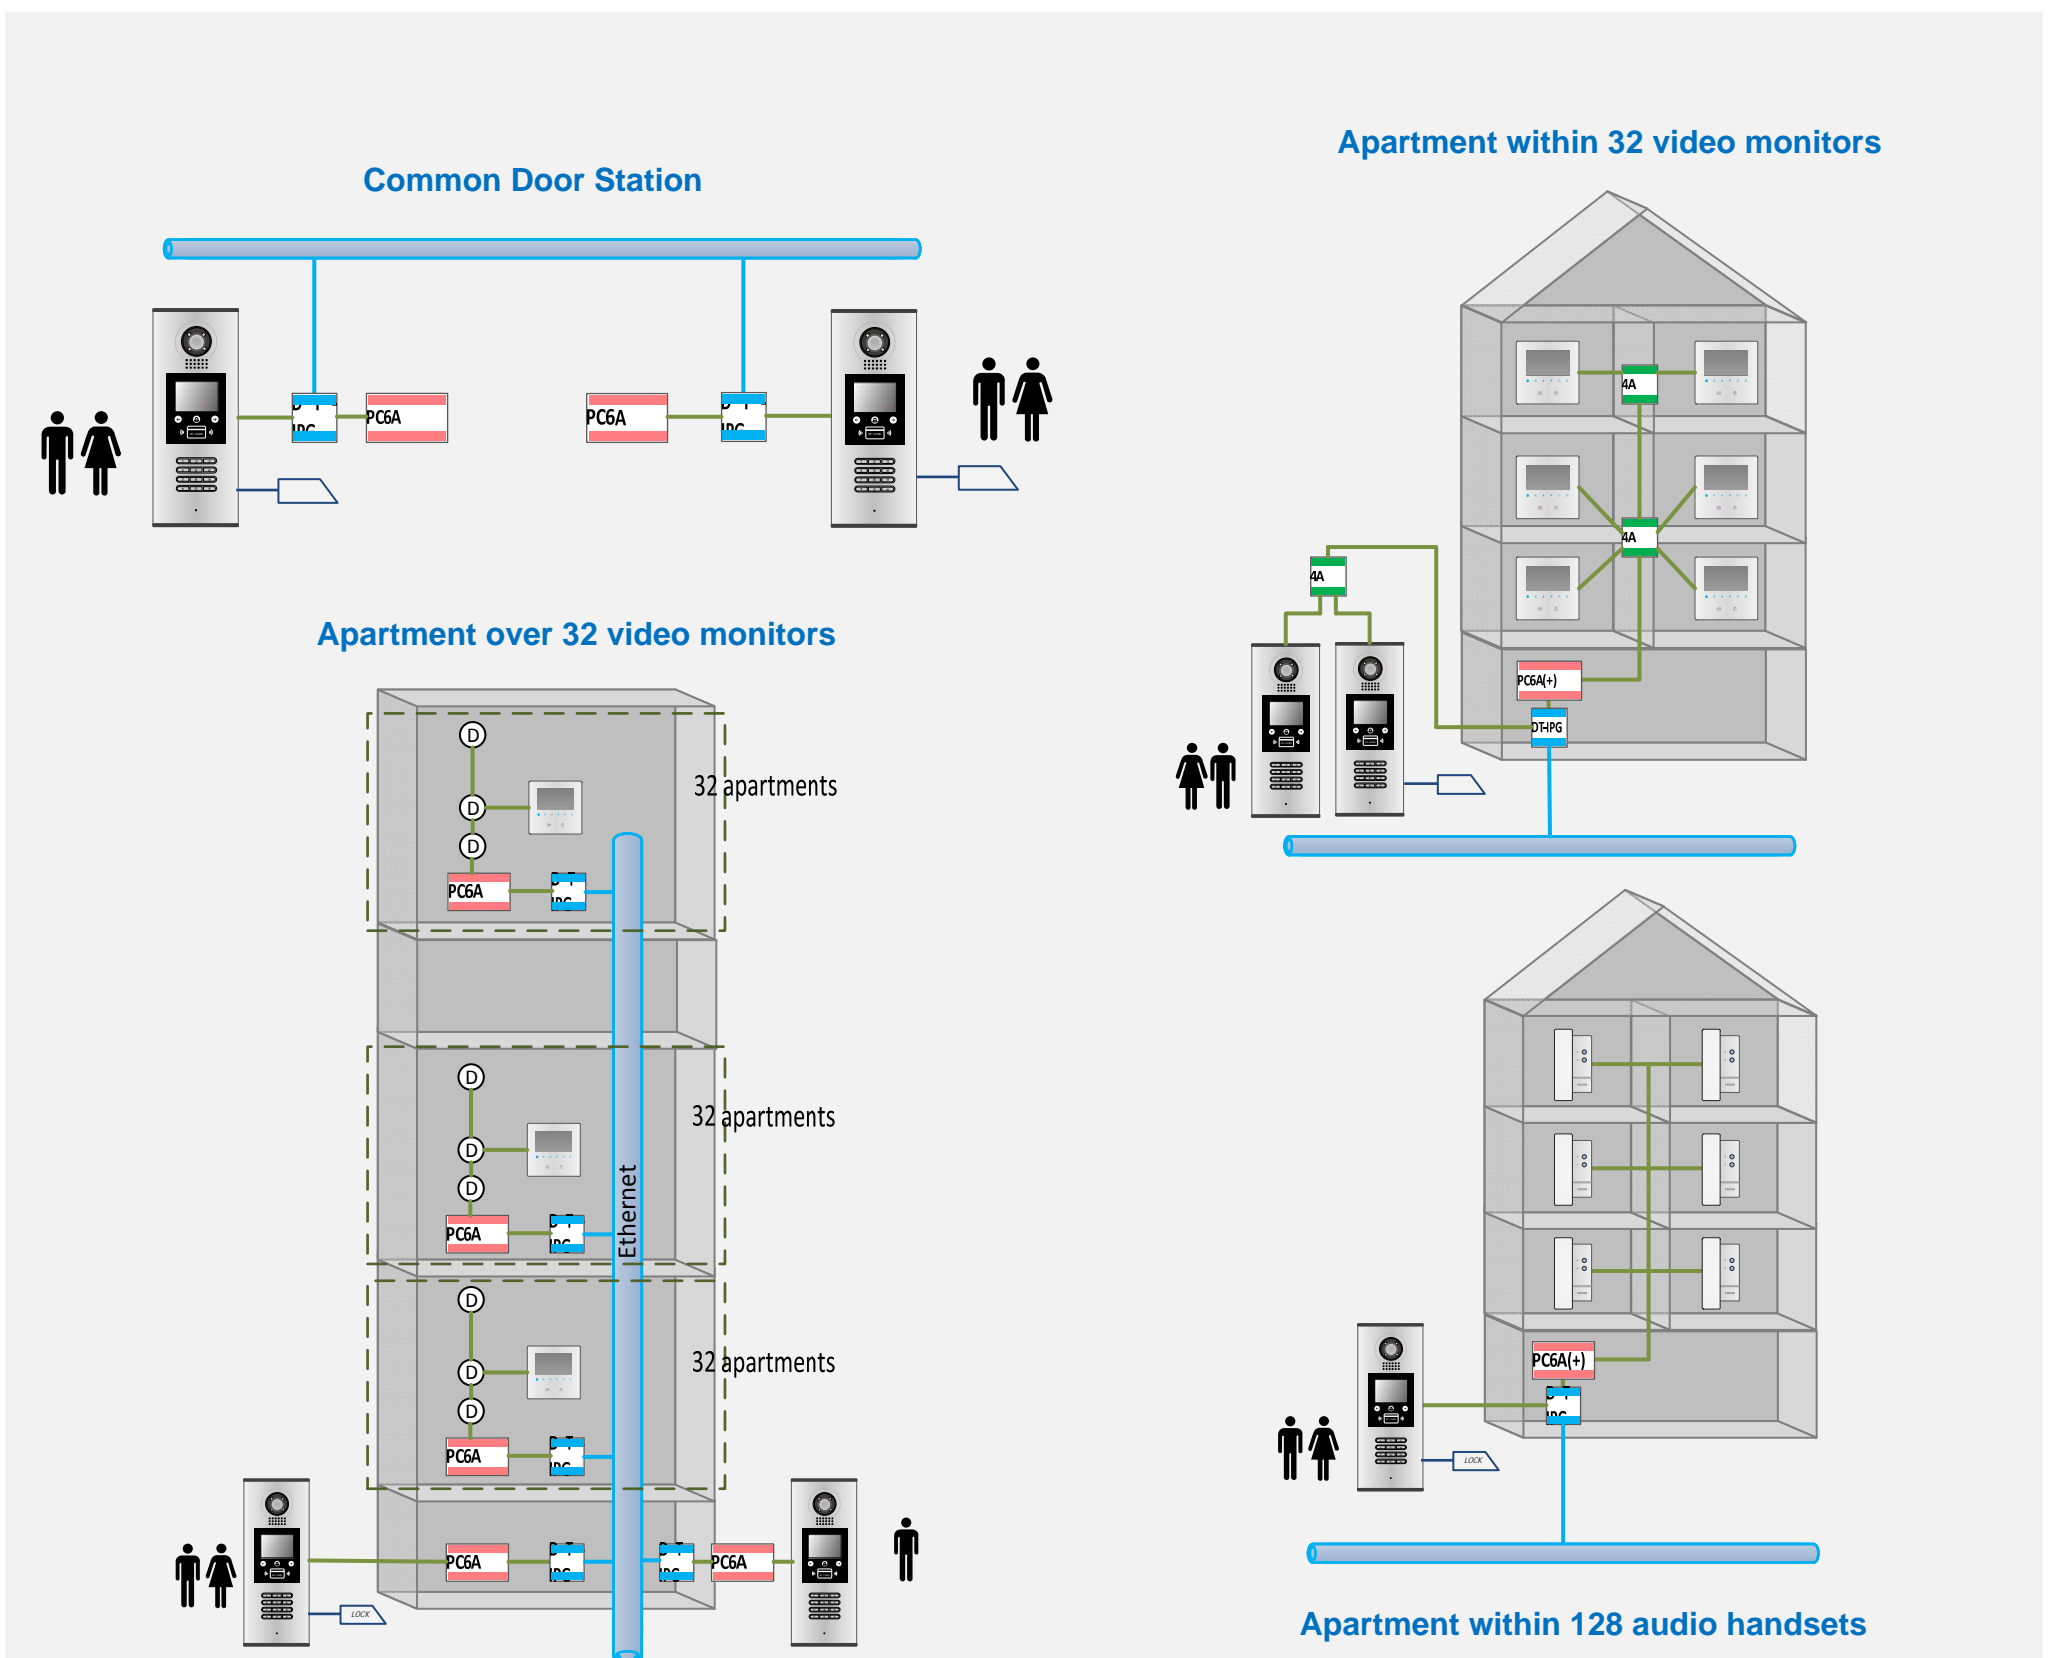 Common Door Station
PC6A
PC6A
Apartment within 32 video monitors
4A
4A
4A
PC6A(+)
DT-IPG
Apartment over 32 video monitors
D
D
D
PC6A
32 apartments
D
D
D
PC6A
32 apartments
Ethernet
D
D
D
PC6A
32 apartments
PC6A
PC6A
LOCK
PC6A(+)
LOCK
Apartment within 128 audio handsets